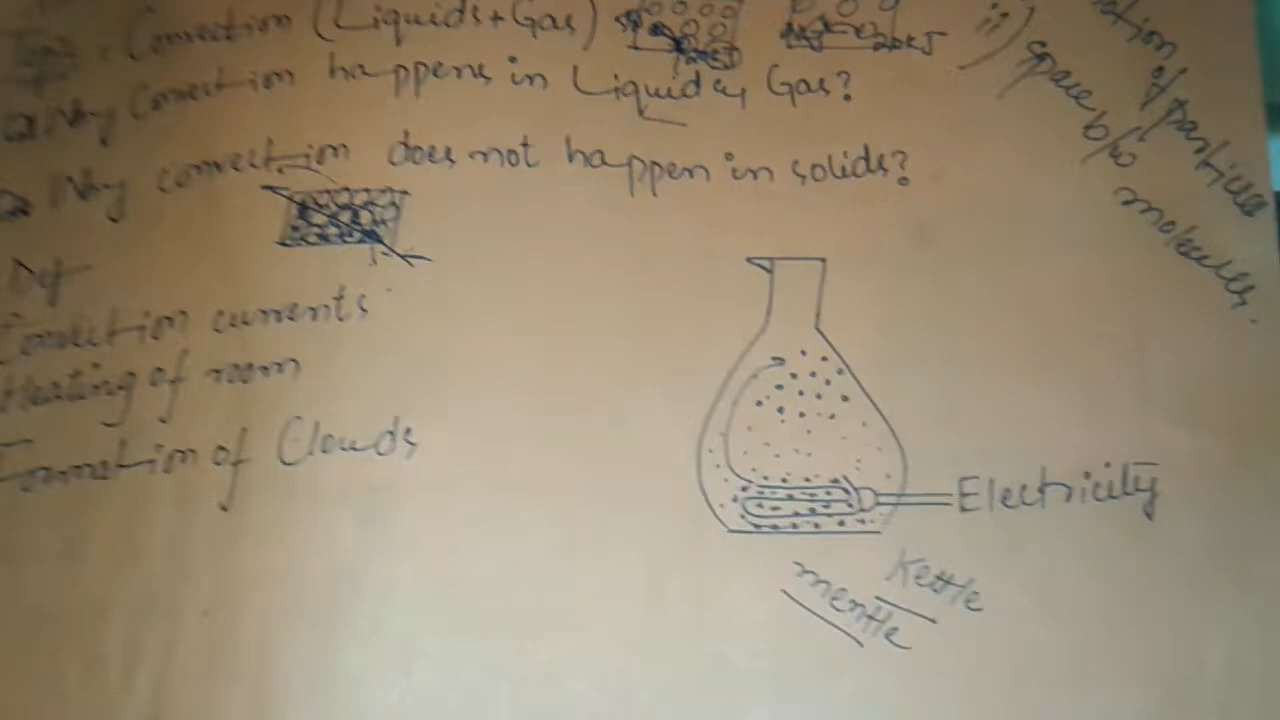 Convection (Liquids+Gas)
Why Convection happens in Liquid & Gas?
Why convection does not happen in solids?
Def
Convection currents
Heating of room
Formation of Clouds
ii) space b/w molecules.
of particles
Electricity
Kettle
mentle